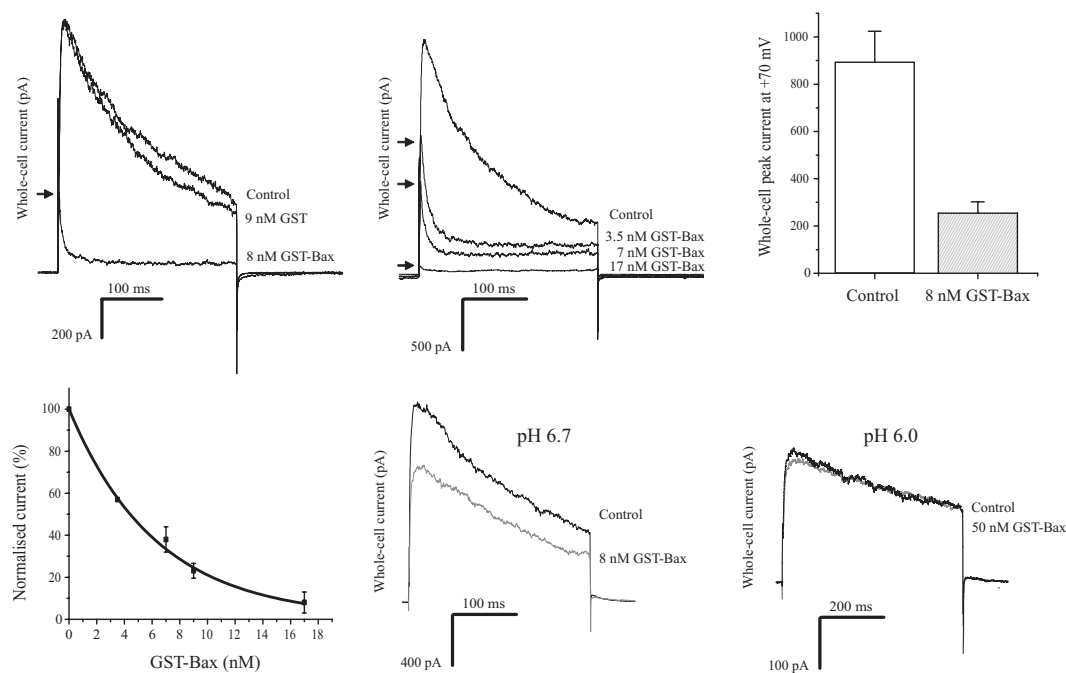 Whole-cell current (pA)
Control
9 nM GST
8 nM GST-Bax
100 ms
200 pA
Whole-cell current (pA)
Control
3.5 nM GST-Bax
7 nM GST-Bax
17 nM GST-Bax
100 ms
500 pA
Whole-cell peak current at +70 mV
1000
800
600
400
200
0
Control
8 nM GST-Bax
Normalised current (%)
100
80
60
40
20
0
0 2 4 6 8 10 12 14 16 18
GST-Bax (nM)
Whole-cell current (pA)
pH 6.7
Control
8 nM GST-Bax
100 ms
400 pA
Whole-cell current (pA)
pH 6.0
Control
50 nM GST-Bax
200 ms
100 pA